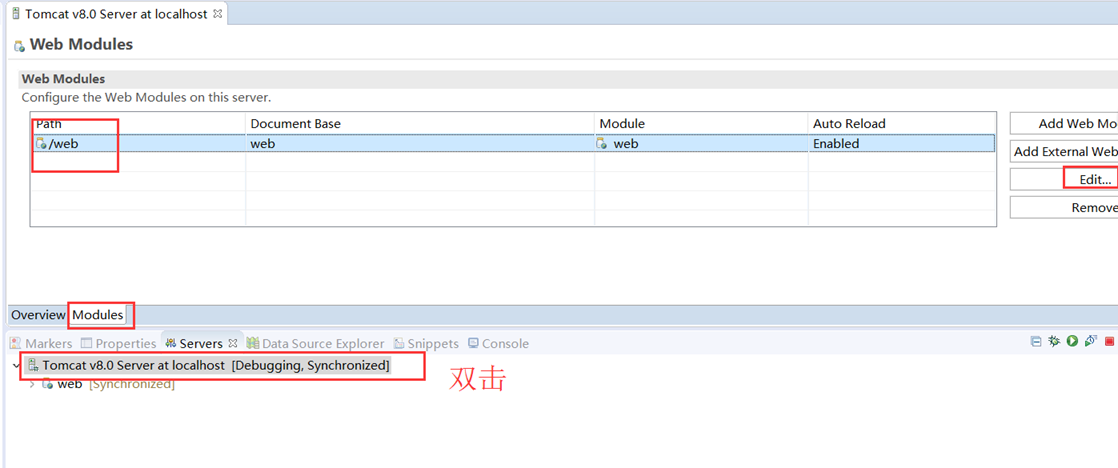 Tomcat v8.0 Server at localhost
Web Modules
Web Modules
Configure the Web Modules on this server.
Path Document Base Module Auto Reload
/web web web Enabled
Add Web Mo
Add External Web
Edit...
Remove
Overview Modules
Markers Properties Servers Data Source Explorer Snippets Console
Tomcat v8.0 Server at localhost [Debugging, Synchronized]
双击
web [Synchronized]